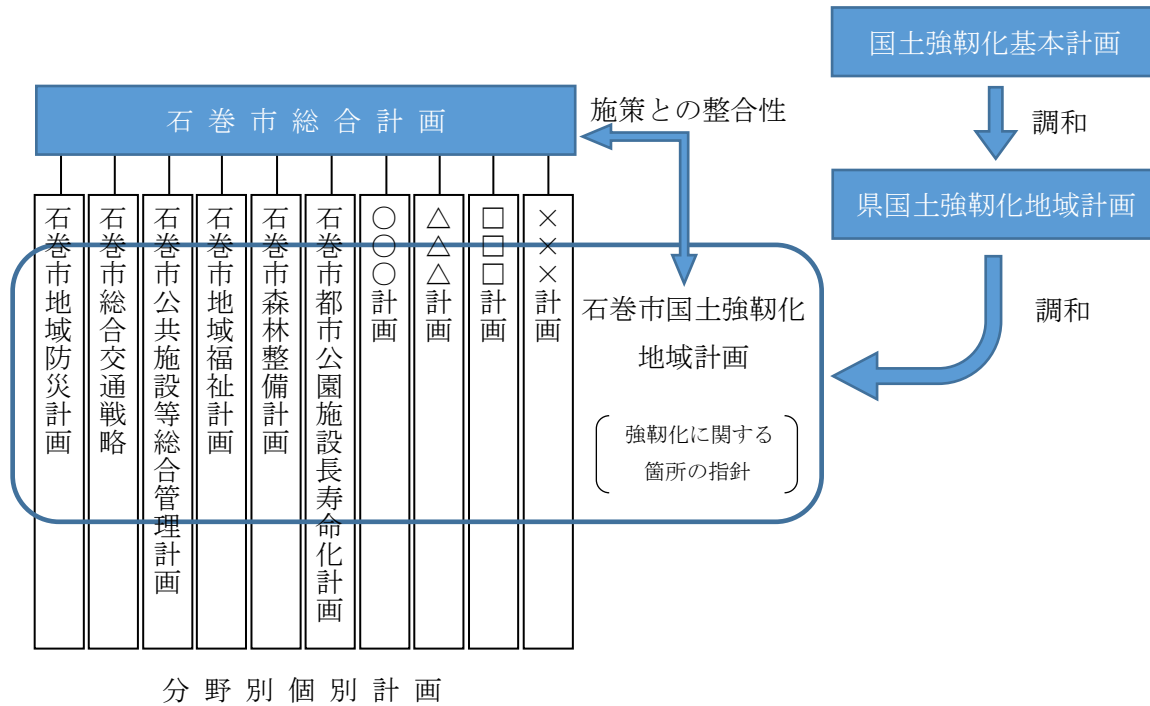 国土強靱化基本計画
調和
県国土強靱化地域計画
調和
石巻市総合計画
施策との整合性
石巻市地域防災計画
石巻市総合交通戦略
石巻市公共施設等総合管理計画
石巻市地域福祉計画
石巻市森林整備計画
石巻市都市公園施設長寿命化計画
○○○計画
△△△計画
□□□計画
×××計画
石巻市国土強靱化
地域計画
強靱化に関する
箇所の指針
分野別個別計画